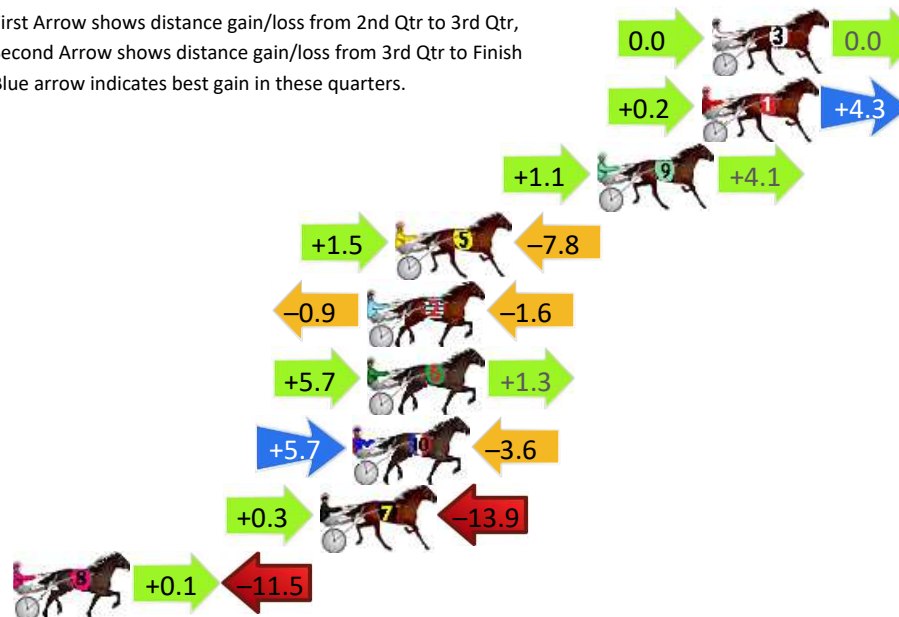 irst Arrow shows distance gain/loss from 2nd Qtr to 3rd Qtr,
Second Arrow shows distance gain/loss from 3rd Qtr to Finish
Blue arrow indicates best gain in these quarters.
0.0 3 0.0
+0.2 1 +4.3
+1.1 9 +4.1
+1.5 5 –7.8
–0.9 2 –1.6
+5.7 6 +1.3
+5.7 10 –3.6
+0.3 7 –13.9
8 +0.1 –11.5